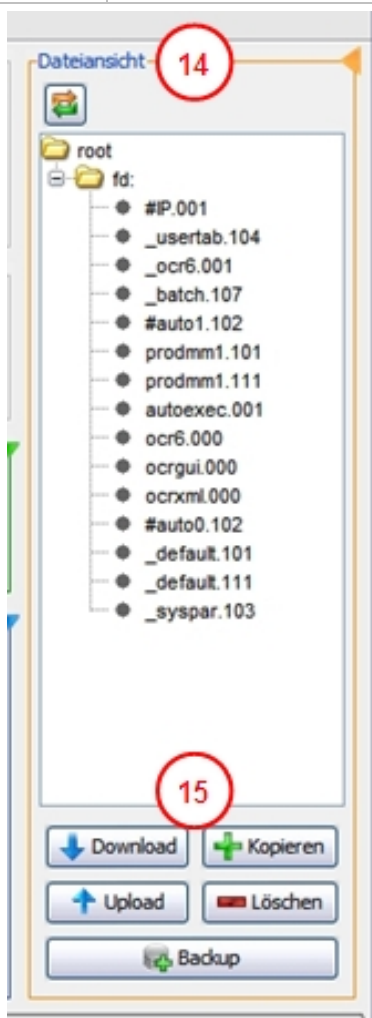 Dateiansicht
14
root
fd:
#IP.001
_usertab.104
_ocr6.001
_batch.107
#auto1.102
prodmm1.101
prodmm1.111
autoexec.001
ocr6.000
ocrgui.000
ocrxml.000
#auto0.102
_default.101
_default.111
_syspar.103
15
Download Kopieren
Upload Löschen
Backup